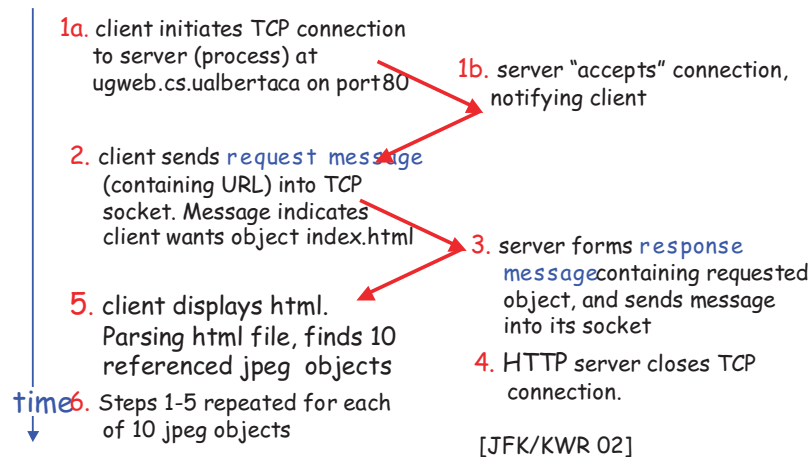 1a. client initiates TCP connection
to server (process) at
ugweb.cs.ualbertaca on port80
1b. server “accepts” connection,
notifying client
2. client sends request message
(containing URL) into TCP
socket. Message indicates
client wants object index.html
3. server forms response
messagecontaining requested
object, and sends message
into its socket
4. HTTP server closes TCP
connection.
5. client displays html.
Parsing html file, finds 10
referenced jpeg objects
6. Steps 1-5 repeated for each
of 10 jpeg objects
time
[JFK/KWR 02]